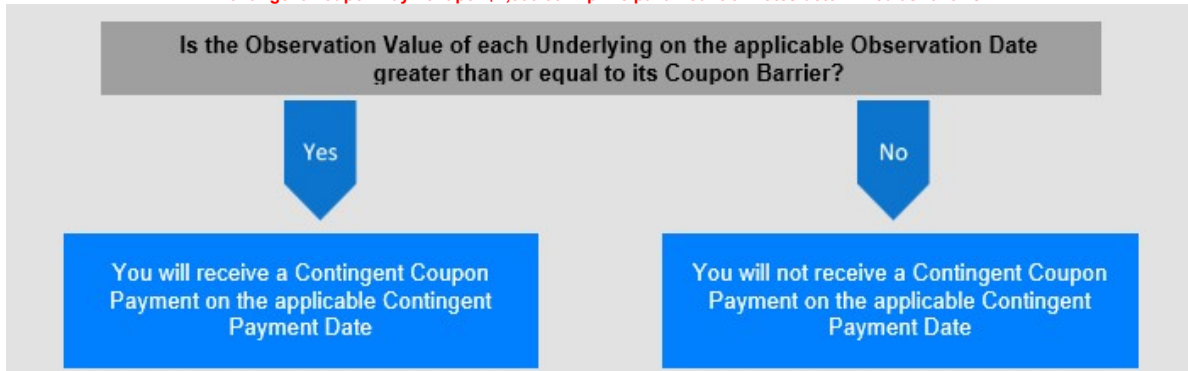 Is the Observation Value of each Underlying on the applicable Observation Date
greater than or equal to its Coupon Barrier?
Yes
No
You will receive a Contingent Coupon
Payment on the applicable Contingent
Payment Date
You will not receive a Contingent Coupon
Payment on the applicable Contingent
Payment Date